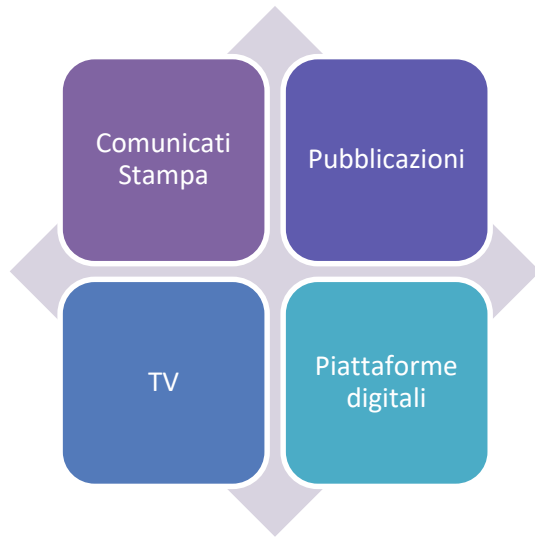 Comunicati
Stampa
Pubblicazioni
TV
Piattaforme
digitali